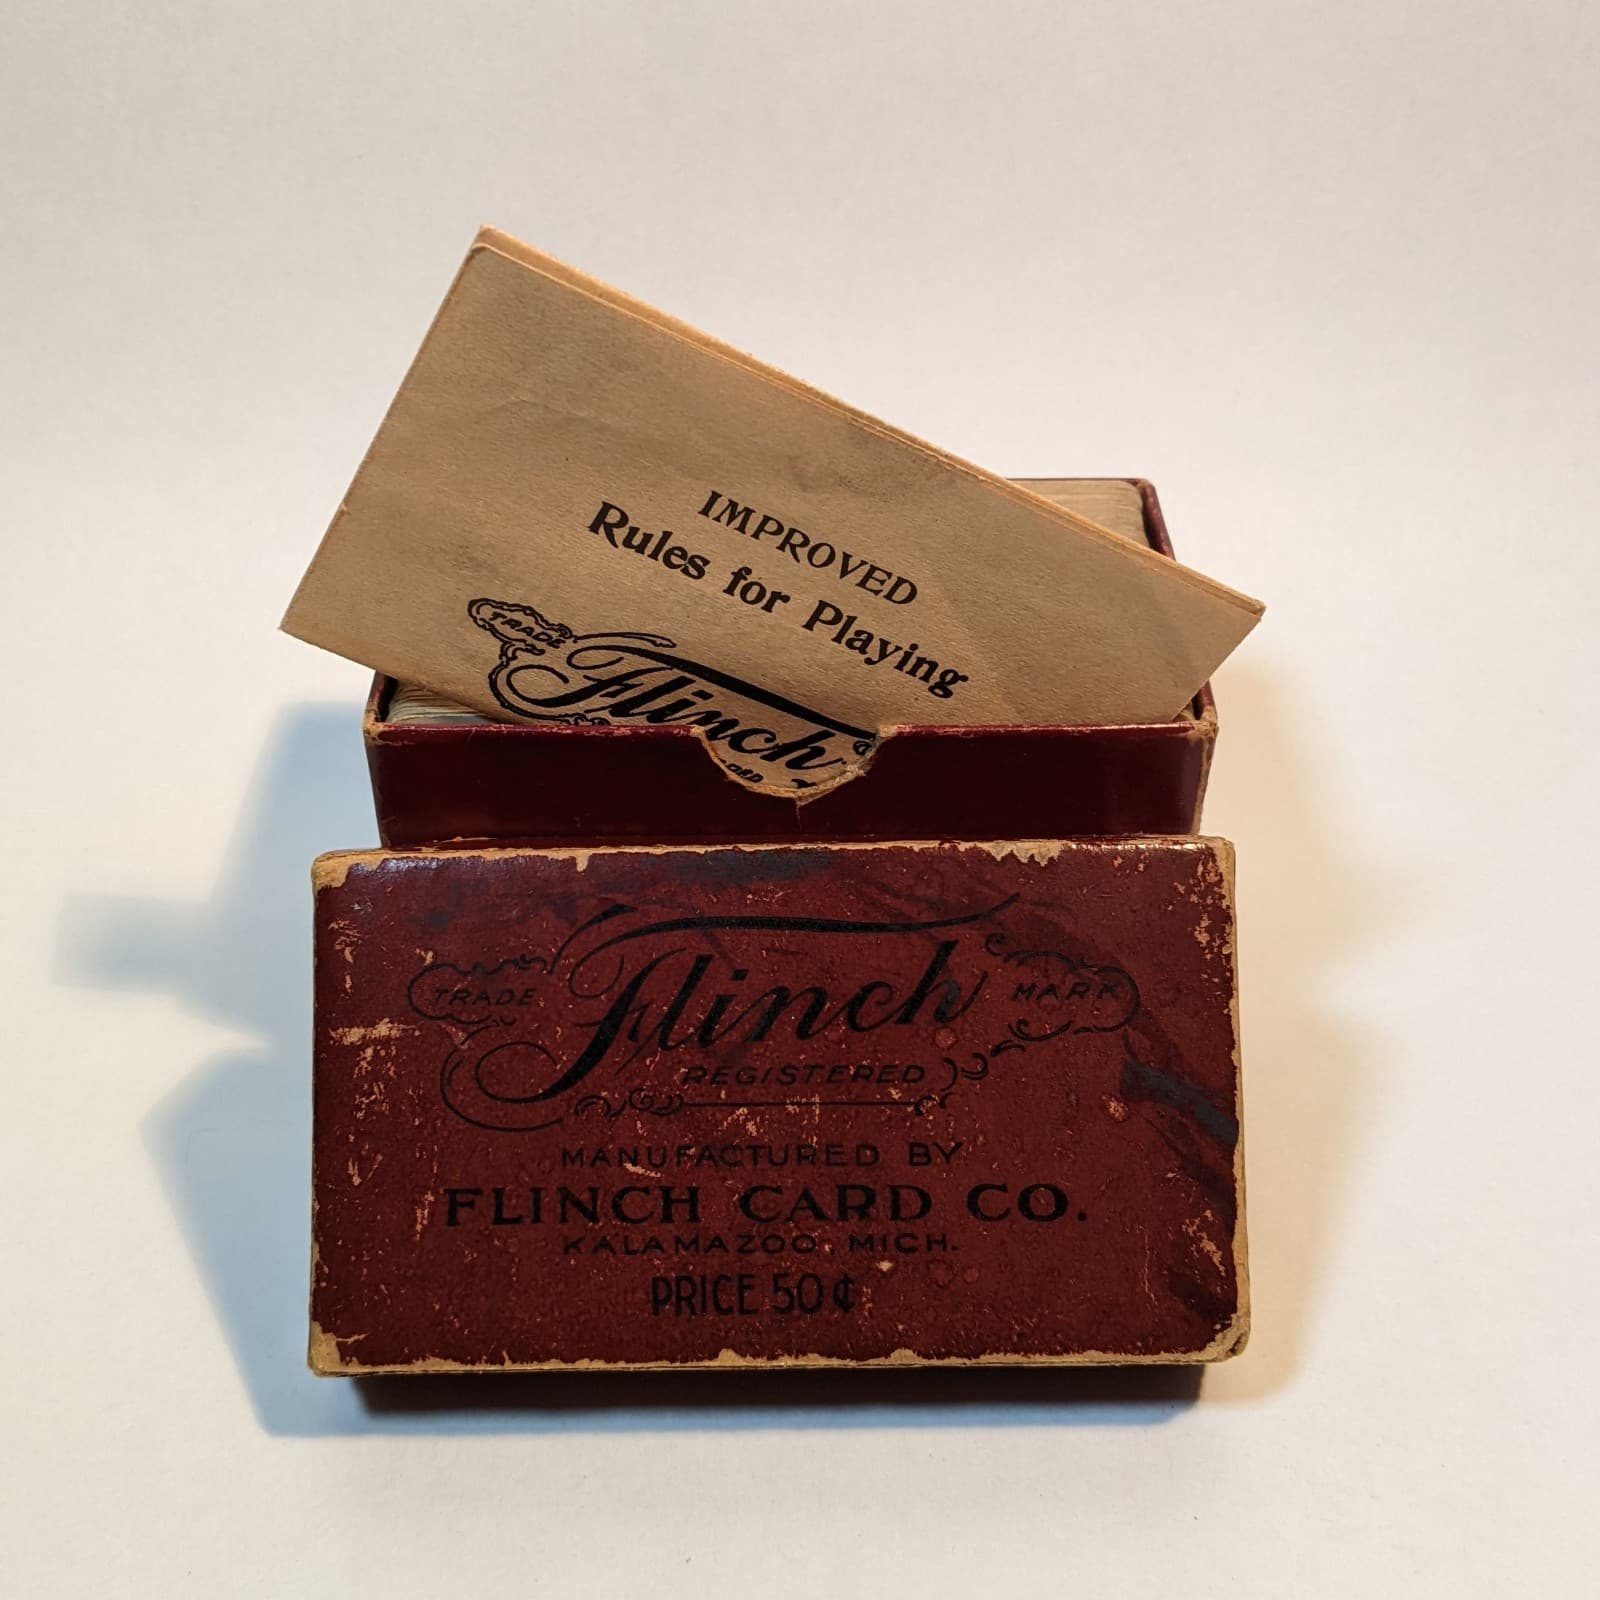 IMPROVED
Rules for Playing
TRADE
Flinch
TRADE Flinch MARK
REGISTERED
MANUFACTURED BY
FLINCH CARD CO.
KALAMAZOO, MICH.
PRICE 50¢